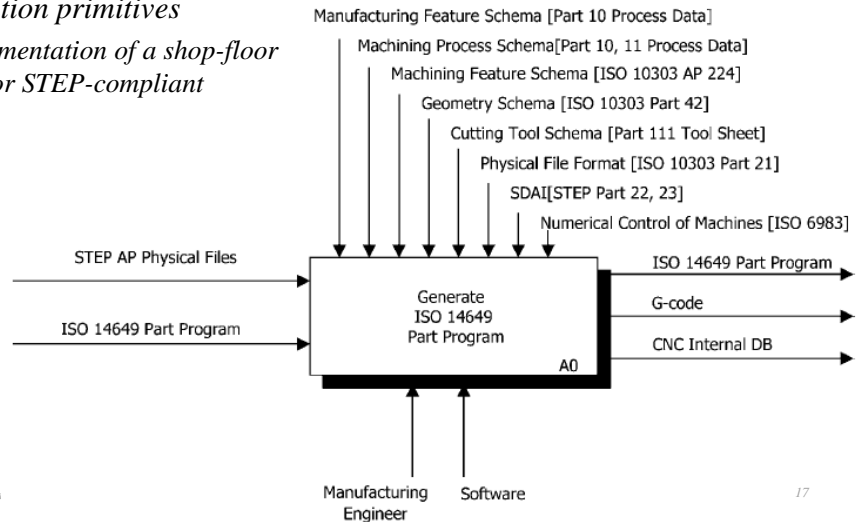 tion primitives
mentation of a shop-floor
or STEP-compliant
Manufacturing Feature Schema [Part 10 Process Data]
Machining Process Schema[Part 10, 11 Process Data]
Machining Feature Schema [ISO 10303 AP 224]
Geometry Schema [ISO 10303 Part 42]
Cutting Tool Schema [Part 111 Tool Sheet]
Physical File Format [ISO 10303 Part 21]
SDAI[STEP Part 22, 23]
Numerical Control of Machines [ISO 6983]
STEP AP Physical Files
ISO 14649 Part Program
Generate
ISO 14649
Part Program
A0
ISO 14649 Part Program
G-code
CNC Internal DB
Manufacturing
Engineer
Software
17